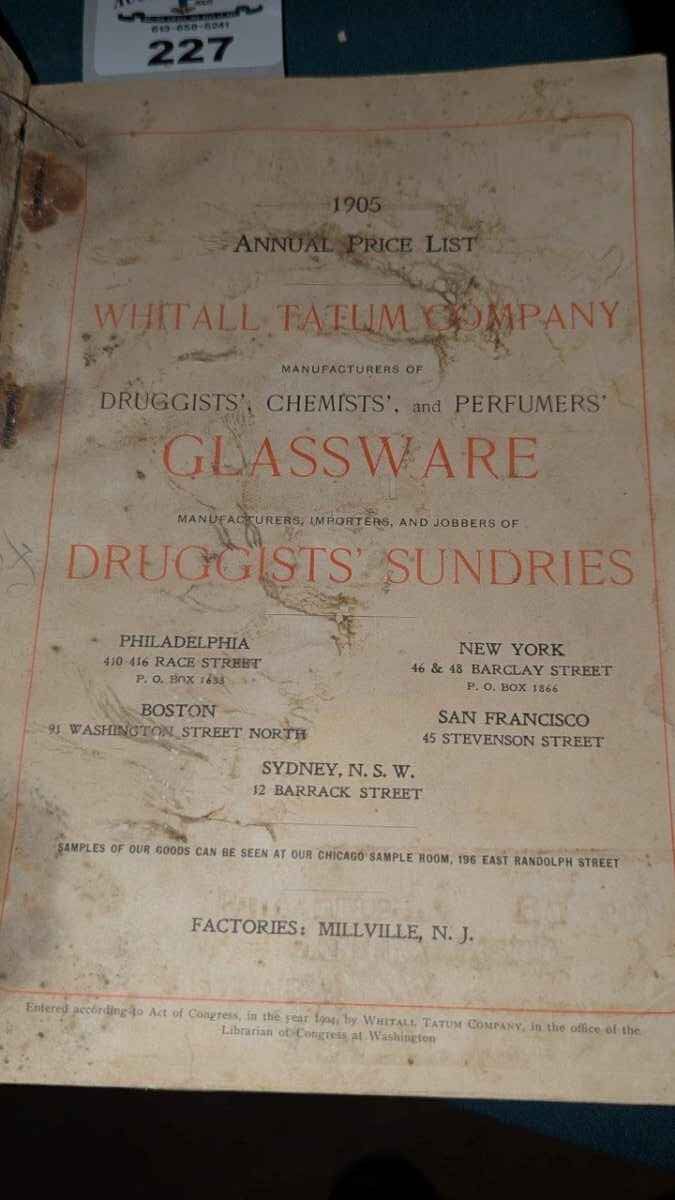 613-658-6241
227
1905
ANNUAL PRICE LIST
WHITALL TATUM COMPANY
MANUFACTURERS OF
DRUGGISTS', CHEMISTS', and PERFUMERS'
GLASSWARE
MANUFACTURERS, IMPORTERS, AND JOBBERS OF
DRUGGISTS' SUNDRIES
PHILADELPHIA
410-416 RACE STREET
P. O. BOX 1633
NEW YORK
46 & 48 BARCLAY STREET
P. O. BOX 1866
BOSTON
91 WASHINGTON STREET NORTH
SAN FRANCISCO
45 STEVENSON STREET
SYDNEY, N. S. W.
12 BARRACK STREET
SAMPLES OF OUR GOODS CAN BE SEEN AT OUR CHICAGO SAMPLE ROOM, 196 EAST RANDOLPH STREET
FACTORIES: MILLVILLE, N. J.
Entered according to Act of Congress, in the year 1904, by WHITALL TATUM COMPANY, in the office of the
Librarian of Congress at Washington